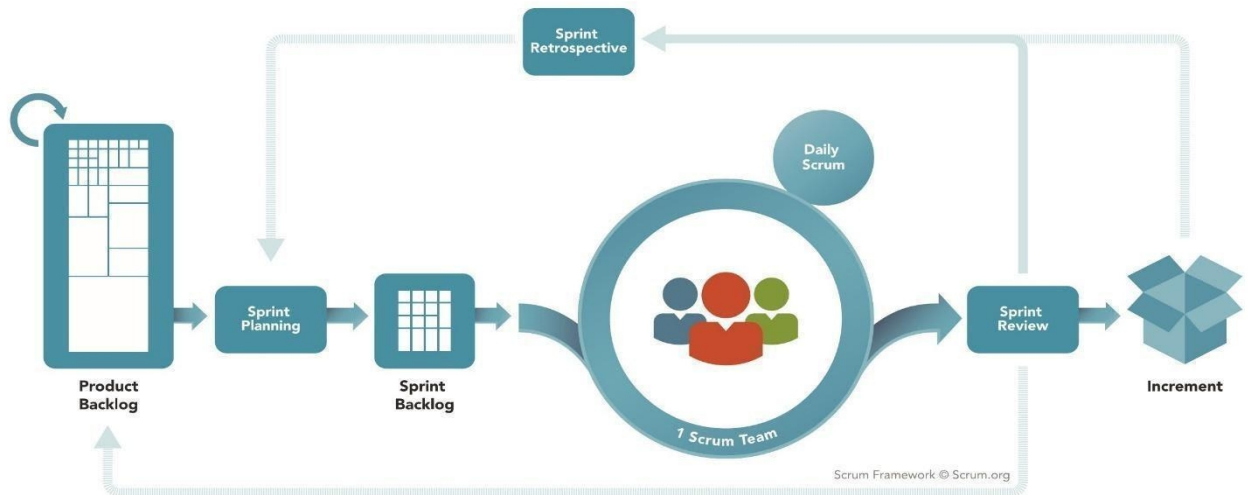 Sprint
Retrospective
Daily
Scrum
Sprint
Planning
Sprint
Review
Product
Backlog
Sprint
Backlog
Increment
1 Scrum Team
Scrum Framework © Scrum.org